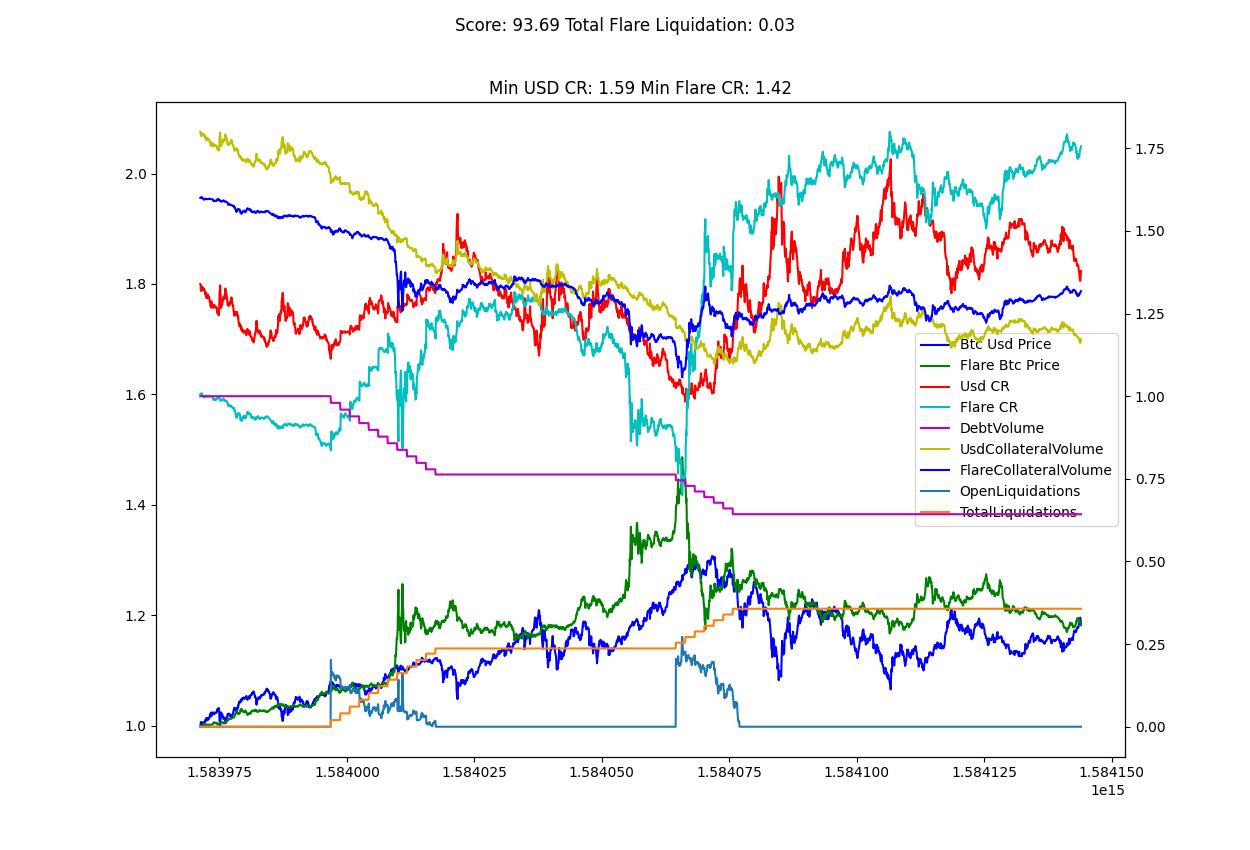 Score: 93.69 Total Flare Liquidation: 0.03
Min USD CR: 1.59 Min Flare CR: 1.42
2.0
1.8
1.6
1.4
1.2
1.0
1.75
1.50
1.25
1.00
0.75
0.50
0.25
0.00
Btc Usd Price
Flare Btc Price
Usd CR
Flare CR
DebtVolume
UsdCollateralVolume
FlareCollateralVolume
OpenLiquidations
TotalLiquidations
1.583975 1.584000 1.584025 1.584050 1.584075 1.584100 1.584125 1.584150
1e15